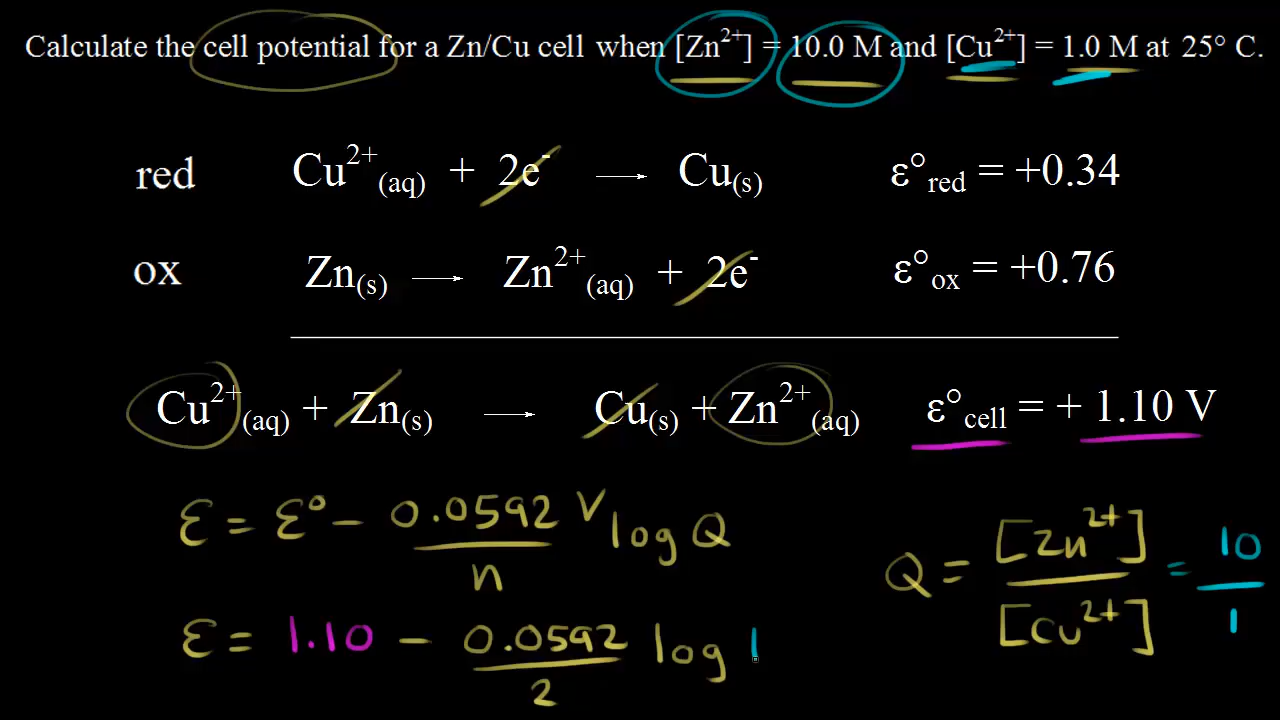 Calculate the cell potential for a Zn/Cu cell when [Zn²⁺] = 10.0 M and [Cu²⁺] = 1.0 M at 25° C.
red Cu²⁺(aq) + 2e⁻ → Cu(s) ε°red = +0.34
ox Zn(s) → Zn²⁺(aq) + 2e⁻ ε°ox = +0.76
Cu²⁺(aq) + Zn(s) → Cu(s) + Zn²⁺(aq) ε°cell = + 1.10 V
ε = ε° − 0.0592 V / n log Q
Q = [Zn²⁺] / [Cu²⁺] = 10 / 1
ε = 1.10 − 0.0592 / 2 log 1